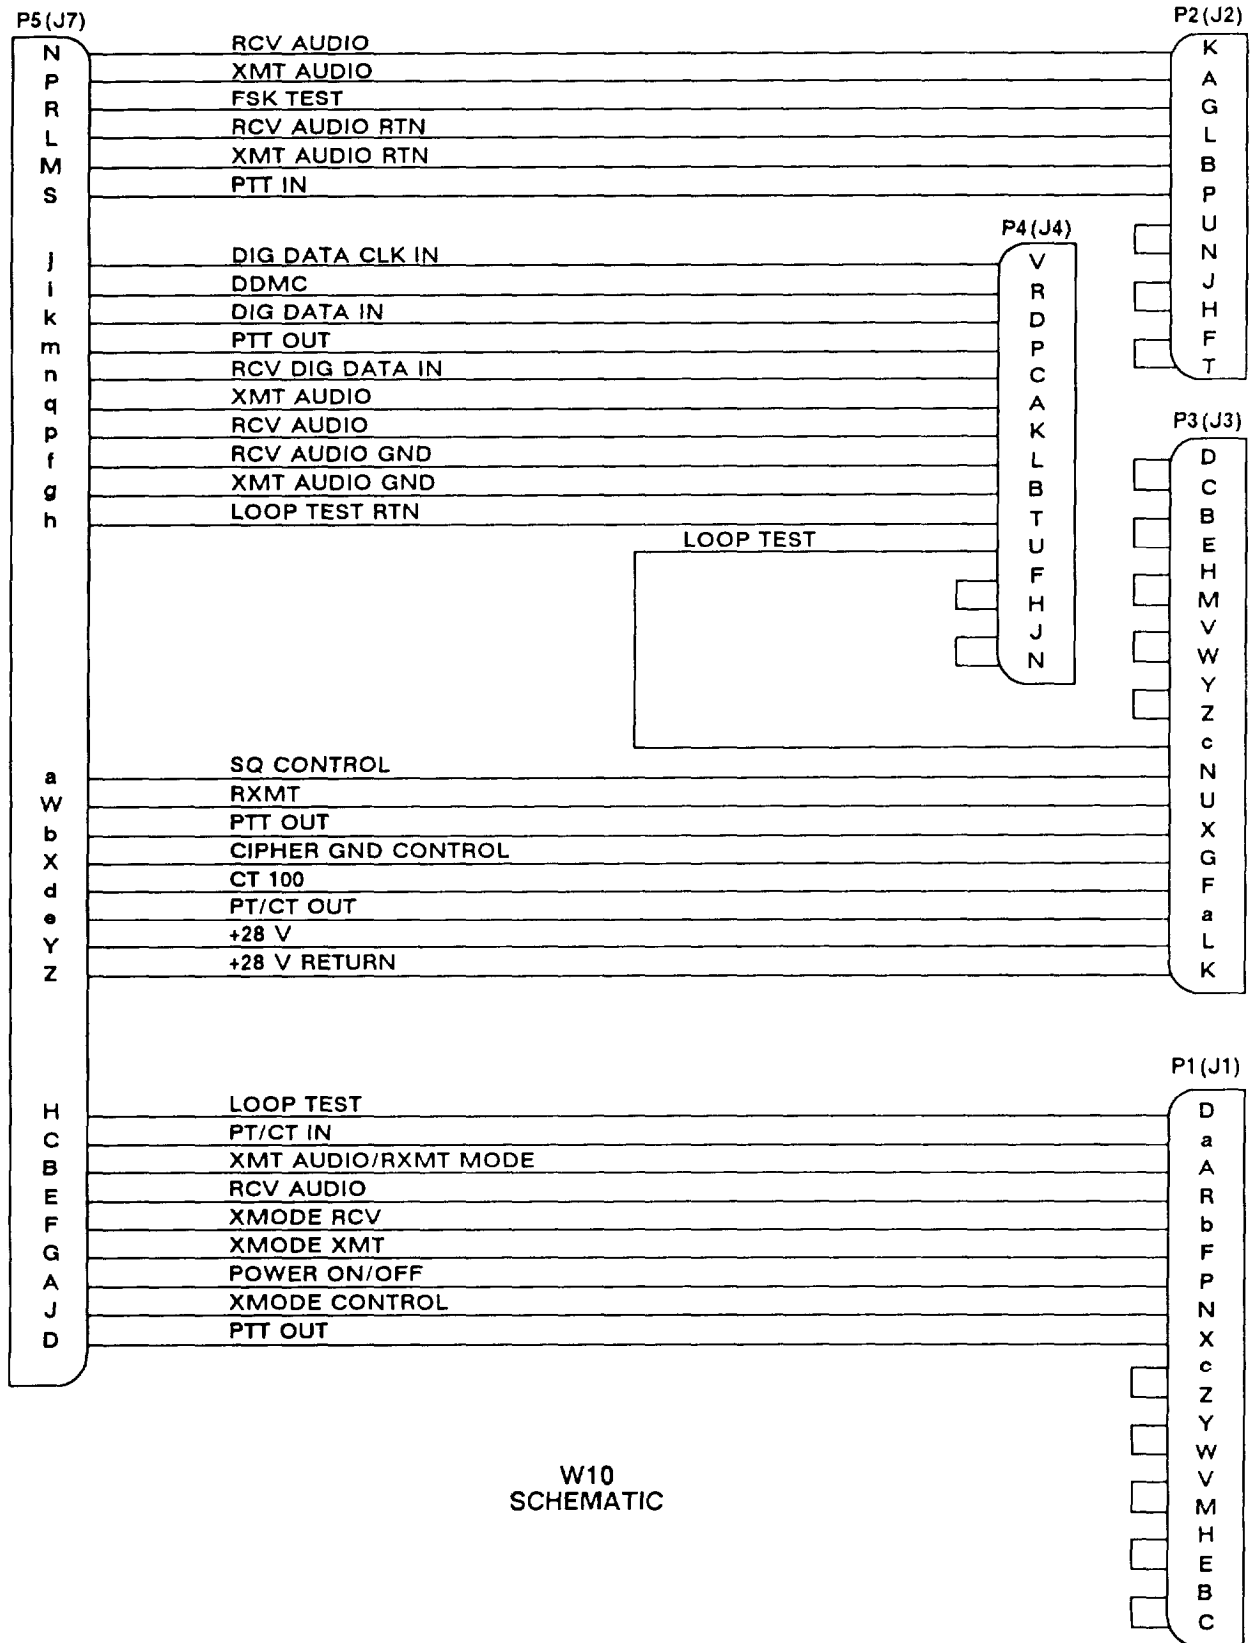 P5(J7) P2(J2)
N RCV AUDIO K
P XMT AUDIO A
R FSK TEST G
L RCV AUDIO RTN L
M XMT AUDIO RTN B
S PTT IN P
U
P4(J4)
N
j DIG DATA CLK IN V
J
i DDMC R
H
k DIG DATA IN D
F
m PTT OUT P
T
n RCV DIG DATA IN C
q XMT AUDIO A
P3(J3)
p RCV AUDIO K
f RCV AUDIO GND L D
g XMT AUDIO GND B C
h LOOP TEST RTN T B
LOOP TEST U E
F H
H M
J V
N W
Y
Z
c
a SQ CONTROL N
W RXMT U
b PTT OUT X
X CIPHER GND CONTROL G
d CT 100 F
e PT/CT OUT a
Y +28 V L
Z +28 V RETURN K
P1(J1)
H LOOP TEST D
C PT/CT IN a
B XMT AUDIO/RXMT MODE A
E RCV AUDIO R
F XMODE RCV b
G XMODE XMT F
A POWER ON/OFF P
J XMODE CONTROL N
D PTT OUT X
c
Z
Y
W
W10
V
SCHEMATIC
M
H
E
B
C